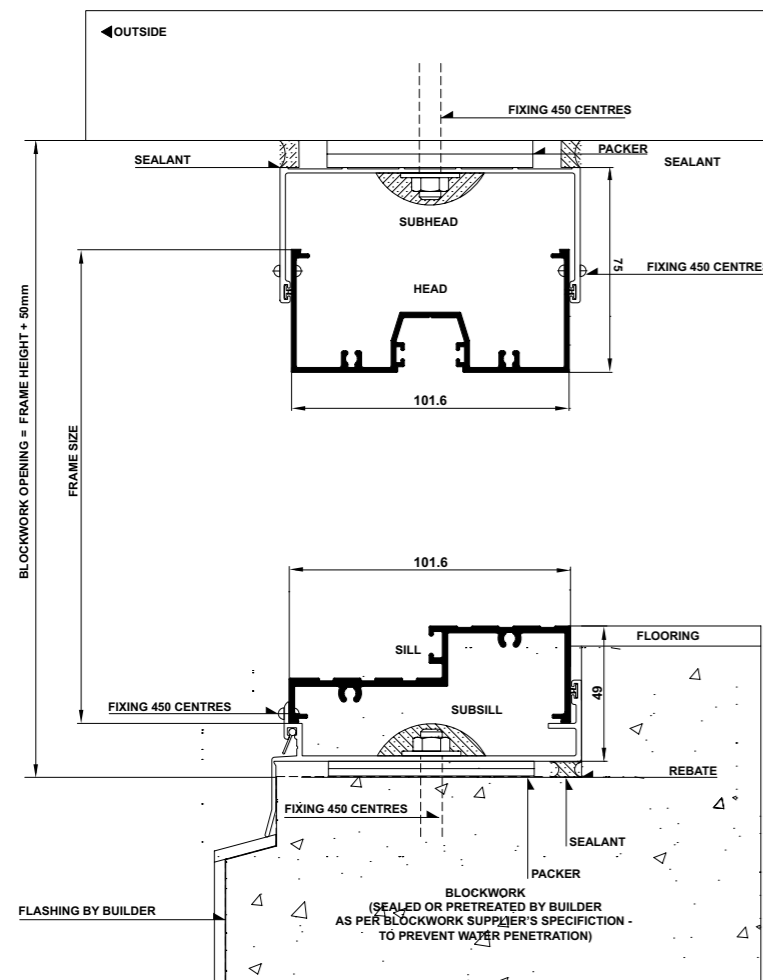 OUTSIDE
FIXING 450 CENTRES
SEALANT
PACKER
SEALANT
SUBHEAD
75
FIXING 450 CENTRES
HEAD
101.6
BLOCKWORK OPENING = FRAME HEIGHT + 50mm
FRAME SIZE
101.6
FLOORING
SILL
49
FIXING 450 CENTRES
SUBSILL
REBATE
FIXING 450 CENTRES
SEALANT
PACKER
BLOCKWORK
(SEALED OR PRETREATED BY BUILDER
AS PER BLOCKWORK SUPPLIER'S SPECIFICTION -
TO PREVENT WATER PENETRATION)
FLASHING BY BUILDER